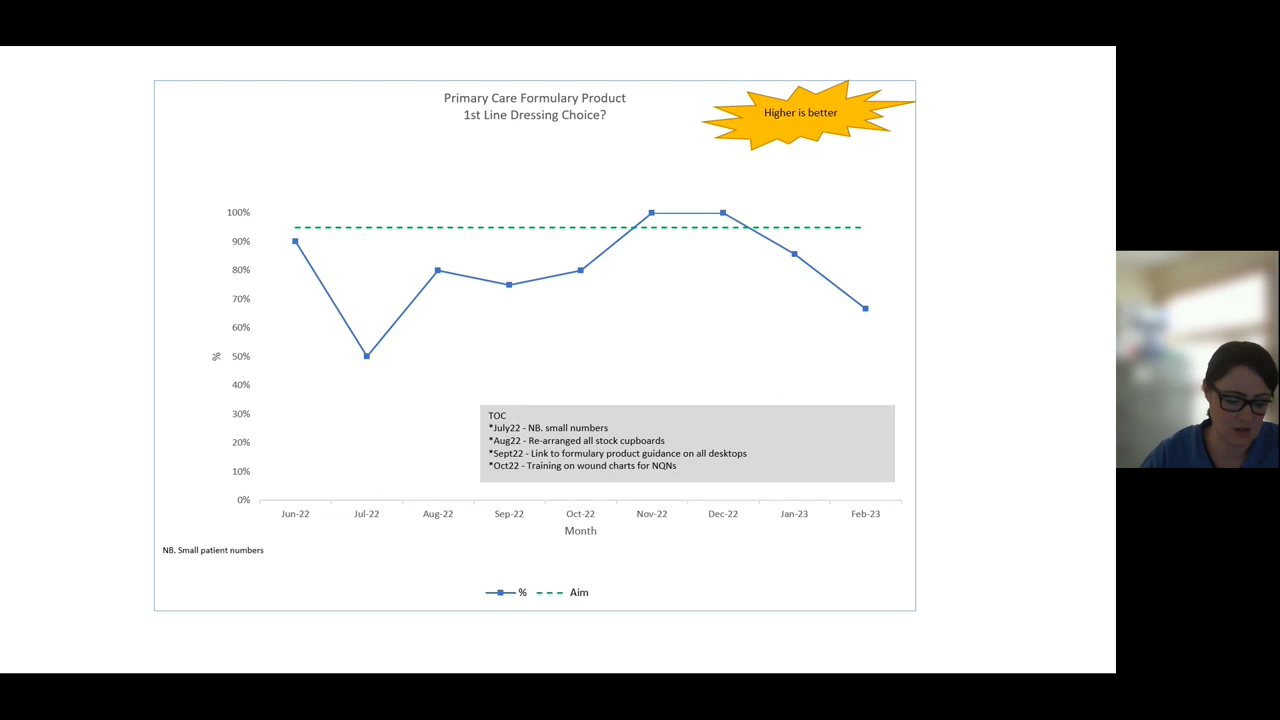 Primary Care Formulary Product
1st Line Dressing Choice?
Higher is better
100%
90%
80%
70%
60%
50%
40%
30%
20%
10%
0%
%
TOC
*July22 - NB. small numbers
*Aug22 - Re-arranged all stock cupboards
*Sept22 - Link to formulary product guidance on all desktops
*Oct22 - Training on wound charts for NQNs
Jun-22 Jul-22 Aug-22 Sep-22 Oct-22 Nov-22 Dec-22 Jan-23 Feb-23
Month
NB. Small patient numbers
% Aim